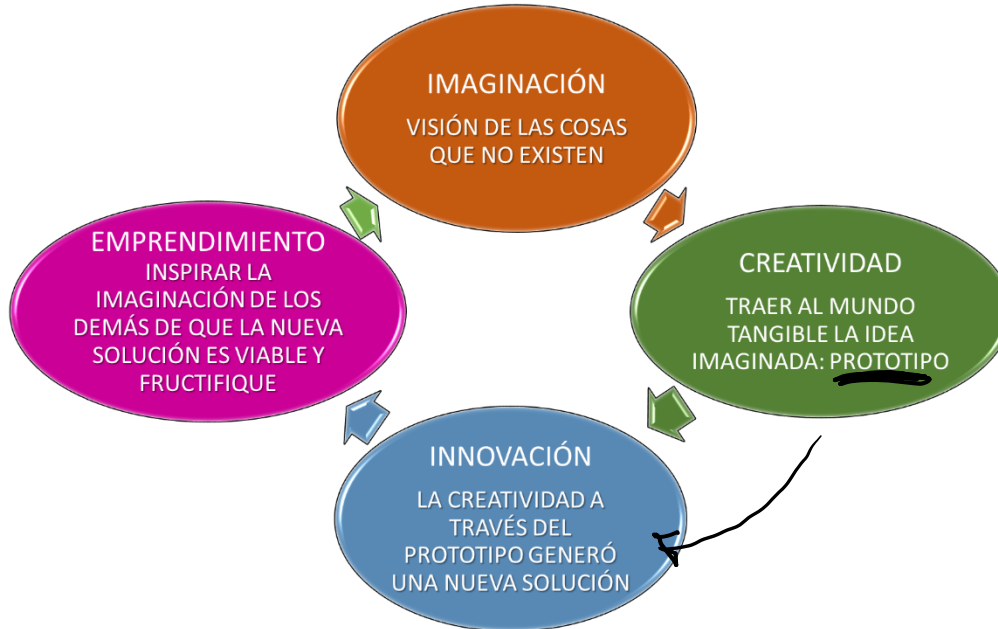 IMAGINACIÓN
VISIÓN DE LAS COSAS
QUE NO EXISTEN
CREATIVIDAD
TRAER AL MUNDO
TANGIBLE LA IDEA
IMAGINADA: PROTOTIPO
INNOVACIÓN
LA CREATIVIDAD A
TRAVÉS DEL
PROTOTIPO GENERÓ
UNA NUEVA SOLUCIÓN
EMPRENDIMIENTO
INSPIRAR LA
IMAGINACIÓN DE LOS
DEMÁS DE QUE LA NUEVA
SOLUCIÓN ES VIABLE Y
FRUCTIFIQUE